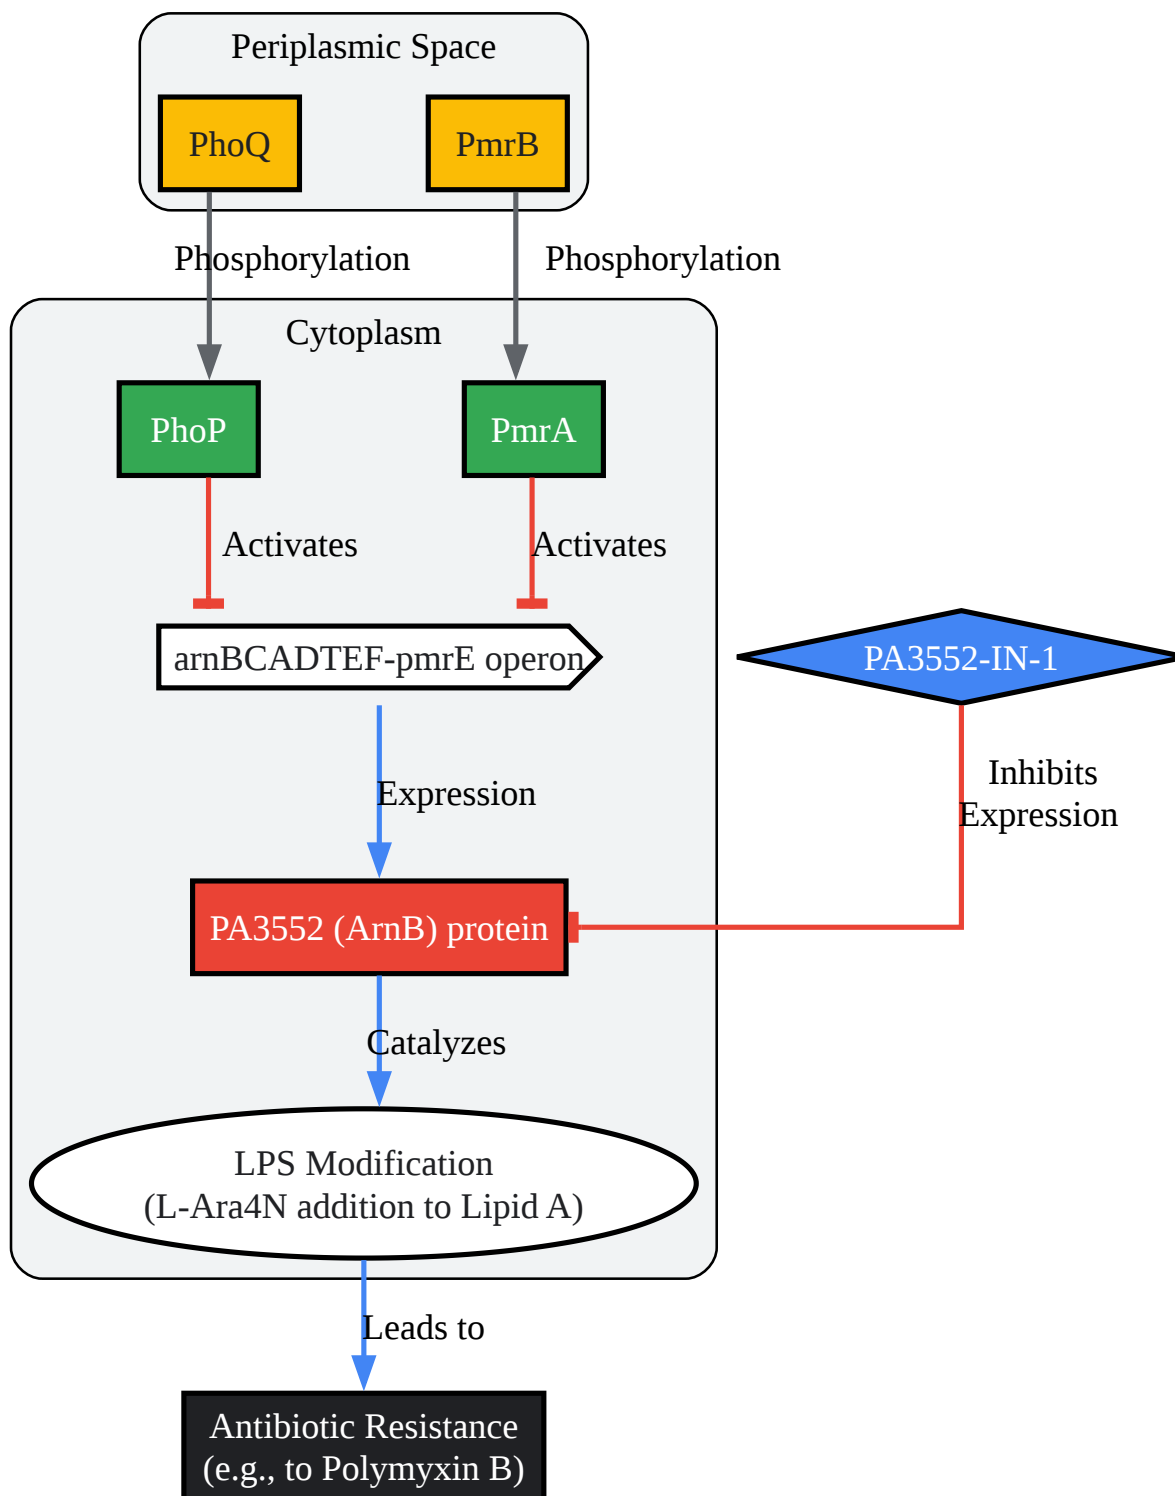 Periplasmic Space
PhoQ
PmrB
Phosphorylation
Phosphorylation
Cytoplasm
PhoP
PmrA
Activates
Activates
arnBCADTEF-pmrE operon
PA3552-IN-1
Inhibits
Expression
Expression
PA3552 (ArnB) protein
Catalyzes
LPS Modification
(L-Ara4N addition to Lipid A)
Leads to
Antibiotic Resistance
(e.g., to Polymyxin B)